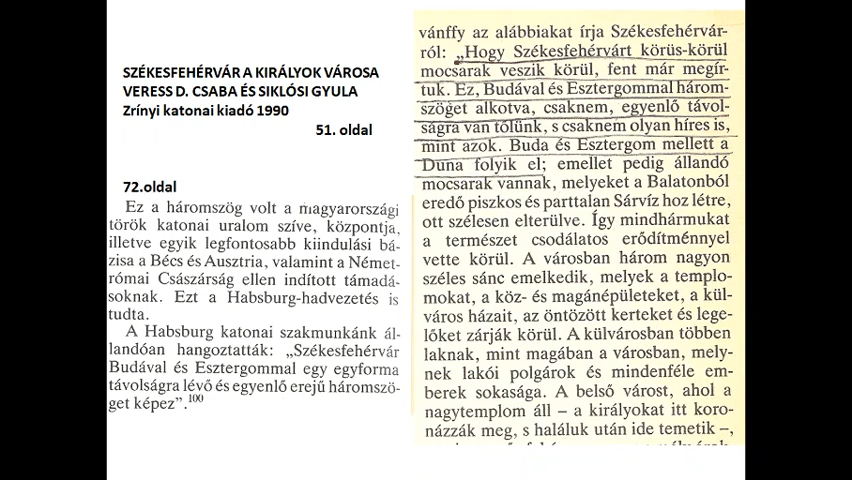 SZÉKESFEHÉRVÁR A KIRÁLYOK VÁROSA
VERESS D. CSABA ÉS SIKLÓSI GYULA
Zrínyi katonai kiadó 1990
51. oldal
72.oldal
Ez a háromszög volt a magyarországi
török katonai uralom szíve, központja,
illetve egyik legfontosabb kiindulási bá-
zisa a Bécs és Ausztria, valamint a Német-
római Császárság ellen indított támadá-
soknak. Ezt a Habsburg-hadvezetés is
tudta.
A Habsburg katonai szakmunkánk ál-
landóan hangoztatták: „Székesfehérvár
Budával és Esztergommal egy egyforma
távolságra lévő és egyenlő erejű háromszö-
get képez”.100
vánffy az alábbiakat írja Székesfehérvár-
ról: „Hogy Székesfehérvárt körüs-körül
mocsarak veszik körül, fent már megír-
tuk. Ez, Budával és Esztergommal három-
szöget alkotva, csaknem, egyenlő távol-
ságra van tőlünk, s csaknem olyan híres is,
mint azok. Buda és Esztergom mellett a
Duna folyik el; emellet pedig állandó
mocsarak vannak, melyeket a Balatonból
eredő piszkos és parttalan Sárvíz hoz létre,
ott szélesen elterülve. Így mindhármukat
a természet csodálatos erődítménnyel
vette körül. A városban három nagyon
széles sánc emelkedik, melyek a templo-
mokat, a köz- és magánépületeket, a kül-
város házait, az öntözött kerteket és lege-
lőket zárják körül. A külvárosban többen
laknak, mint magában a városban, mely-
nek lakói polgárok és mindenféle em-
berek sokasága. A belső várost, ahol a
nagytemplom áll – a királyokat itt koro-
názzák meg, s haláluk után ide temetik –,